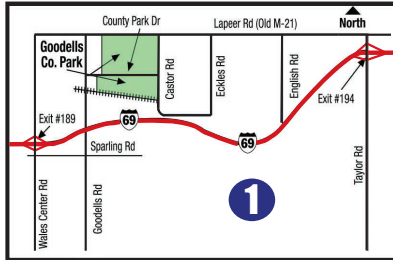 County Park Dr
Lapeer Rd (Old M-21)
North
Goodells
Co. Park
Castor Rd
Eckles Rd
English Rd
Exit #194
Exit #189
69
69
Sparling Rd
Wales Center Rd
Goodells Rd
Taylor Rd
1